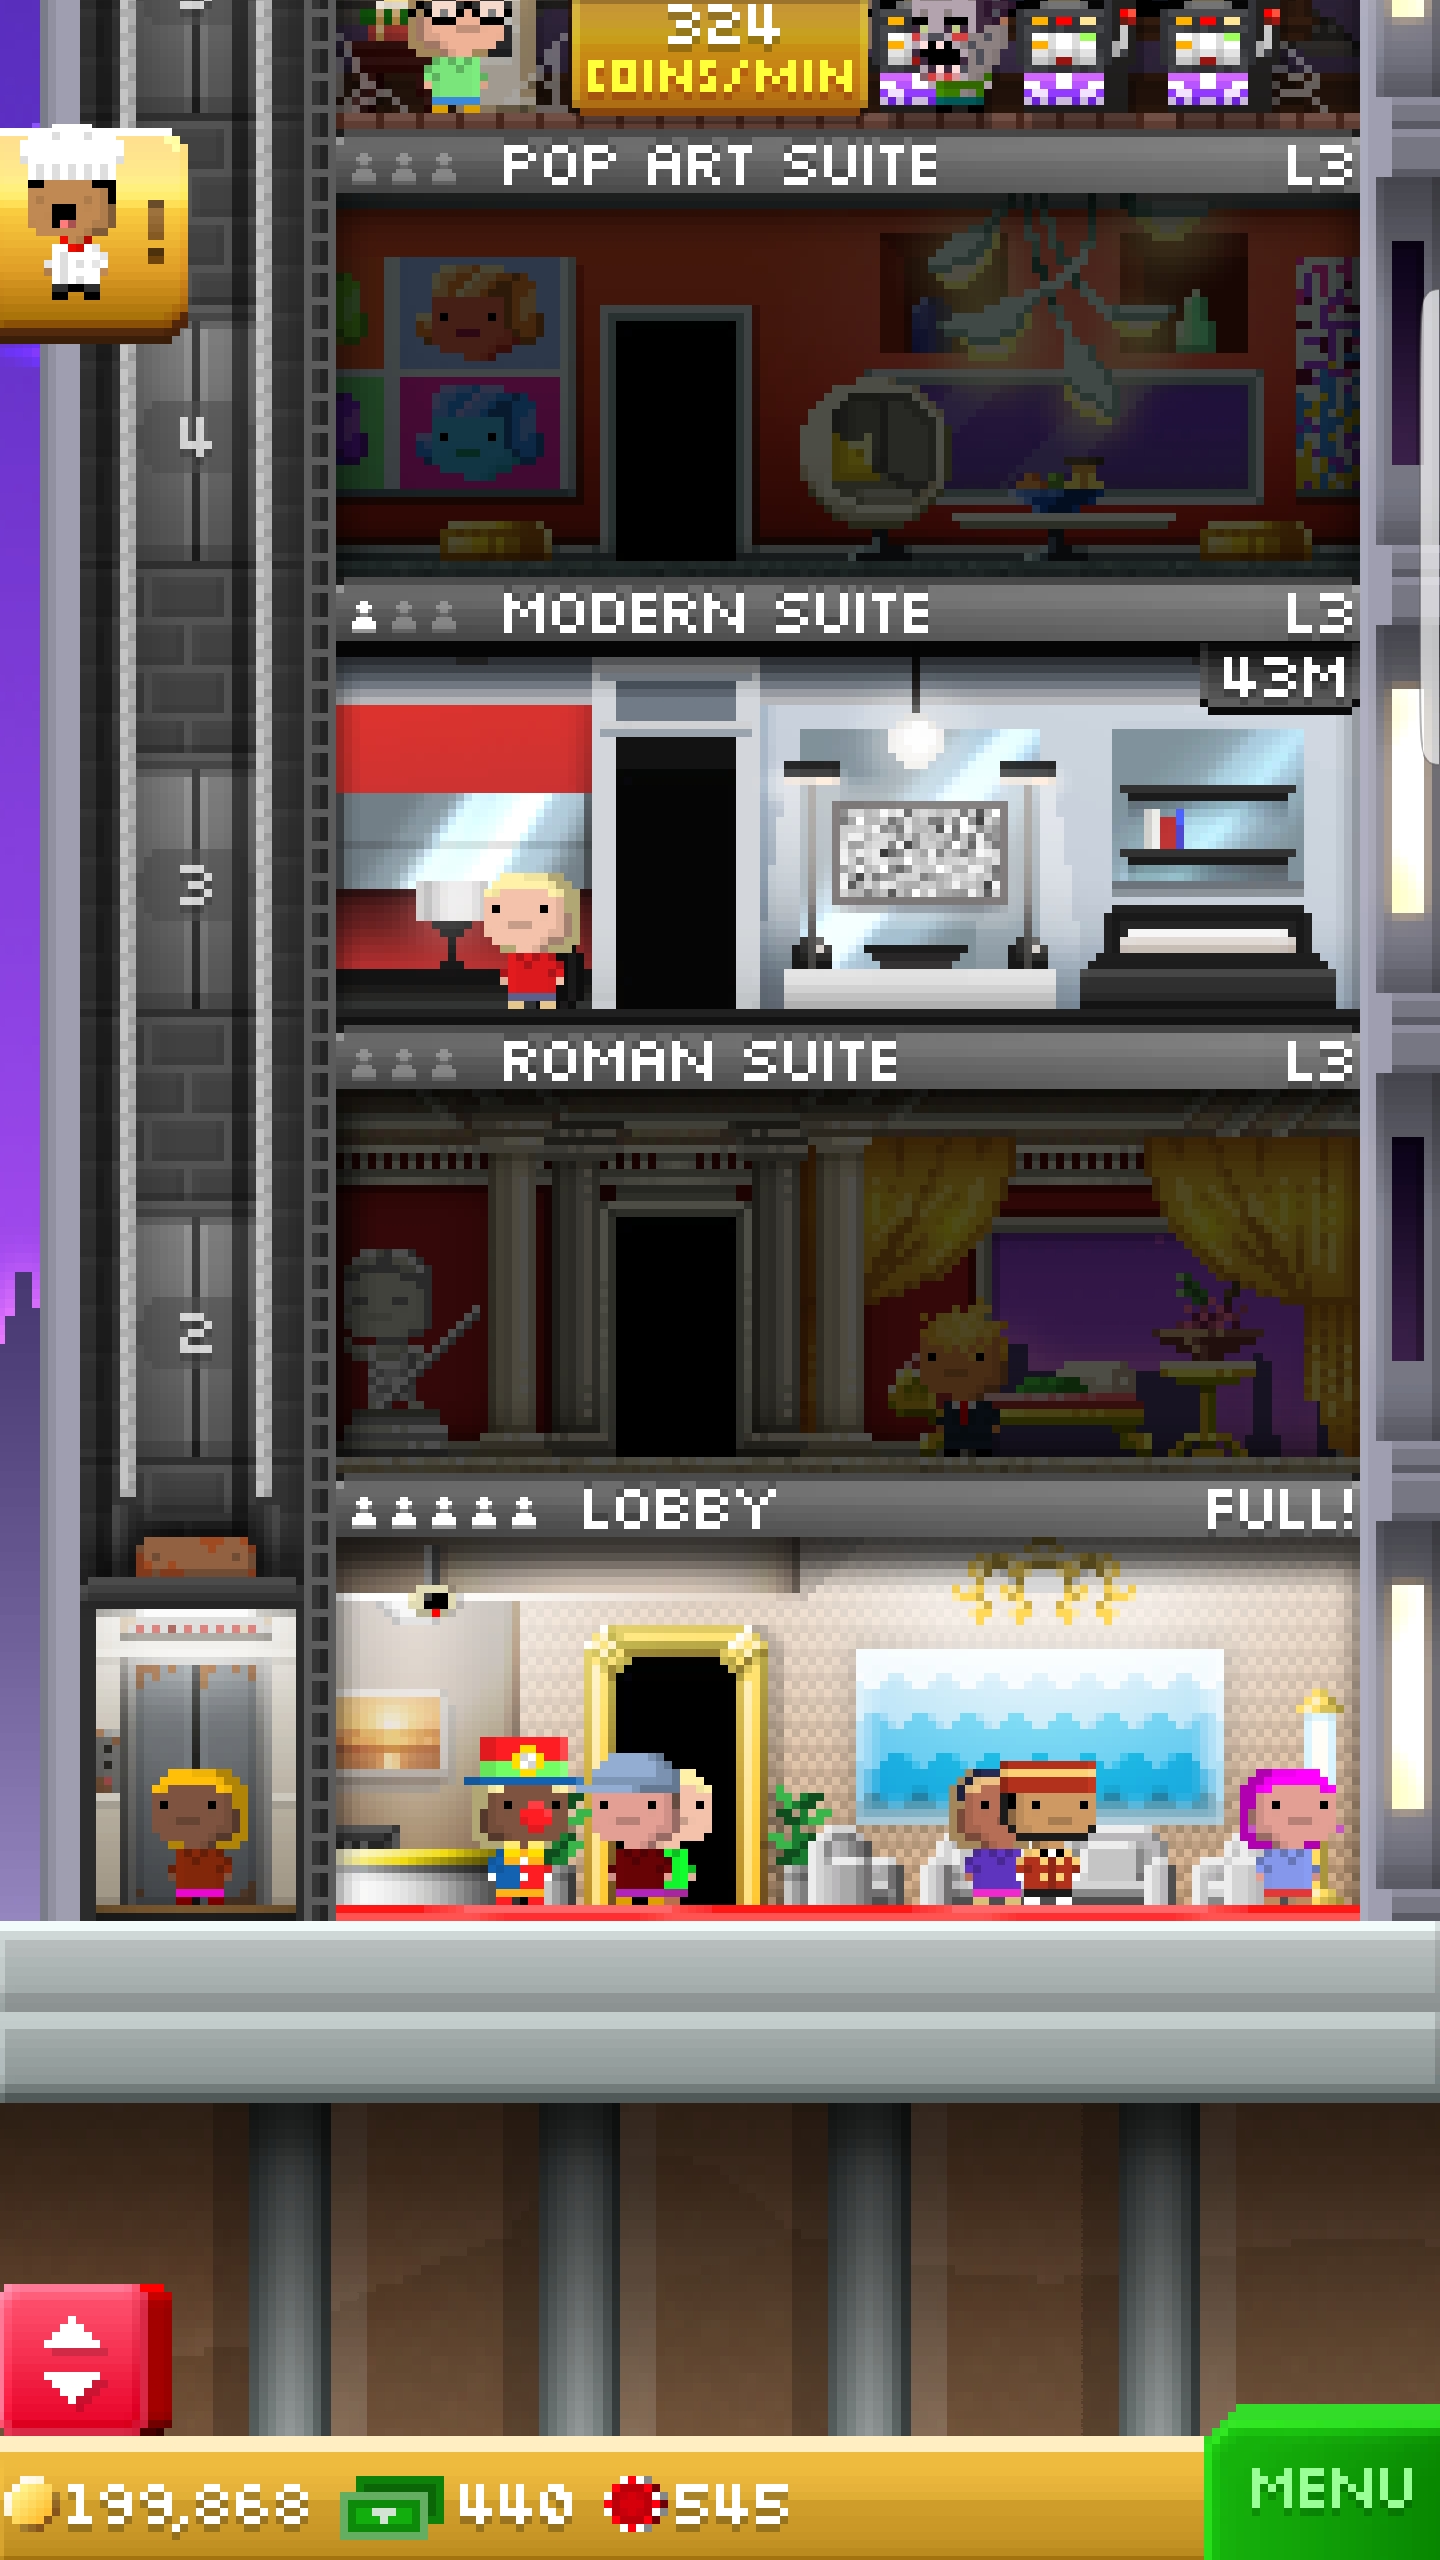 324
COINS/MIN
POP ART SUITE L3
!
4
MODERN SUITE L3
43M
3
ROMAN SUITE L3
2
LOBBY FULL!
199,868 440 545
MENU